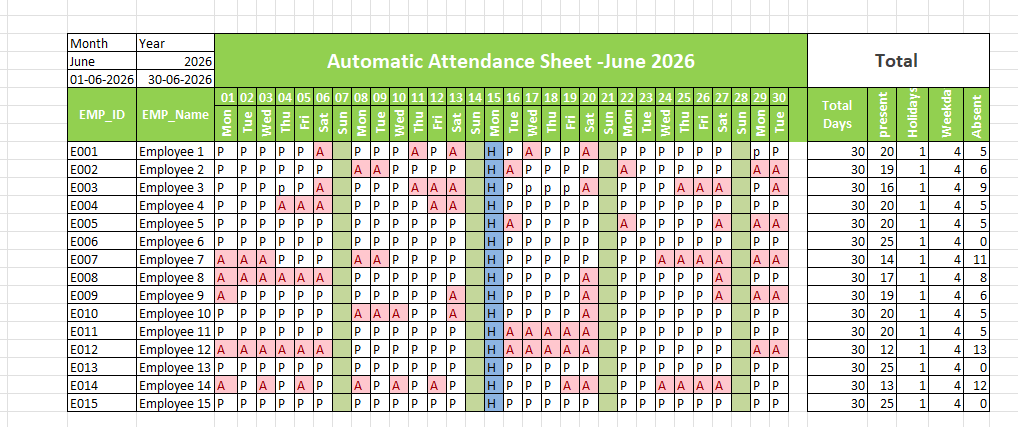 Month Year
June 2026
01-06-2026 30-06-2026
Automatic Attendance Sheet -June 2026
Total
EMP_ID EMP_Name 01 02 03 04 05 06 07 08 09 10 11 12 13 14 15 16 17 18 19 20 21 22 23 24 25 26 27 28 29 30 Total Days present Holidays Weekda Absent
Mon Tue Wed Thu Fri Sat Sun Mon Tue Wed Thu Fri Sat Sun Mon Tue Wed Thu Fri Sat Sun Mon Tue Wed Thu Fri Sat Sun Mon Tue
E001 Employee 1 P P P P P A P P P A P A H P A P P A P P P P P P p P 30 20 1 4 5
E002 Employee 2 P P P P P P A A P P P P H A P P P P A P P P P P A A 30 19 1 4 6
E003 Employee 3 P P P p P A P P P A A A H P p p p A P P P A A A P A 30 16 1 4 9
E004 Employee 4 P P P A A A P P P P A A H P P P P P P P P P P P P P 30 20 1 4 5
E005 Employee 5 P P P P P P P P P P P P H A P P P P A P P P P A A A 30 20 1 4 5
E006 Employee 6 P P P P P P P P P P P P H P P P P P P P P P P P P P 30 25 1 4 0
E007 Employee 7 A A A P P P A A P P P P H P P P P P P P A A A A A A 30 14 1 4 11
E008 Employee 8 A A A A A A P P P P P P H P P P P A P P P P P A P P 30 17 1 4 8
E009 Employee 9 A P P P P P P P P P P A H P P P P A P P P P P A A A 30 19 1 4 6
E010 Employee 10 P P P P P P A A A P P A H P P P P A P P P P P P P P 30 20 1 4 5
E011 Employee 11 P P P P P P P P P P P P H A A A A A P P P P P P P P 30 20 1 4 5
E012 Employee 12 A A A A A A P P P P P P H A A A A A P P P P P P A A 30 12 1 4 13
E013 Employee 13 P P P P P P P P P P P P H P P P P P P P P P P P P P 30 25 1 4 0
E014 Employee 14 A P A P A P A P A P A P H P P P A A P P A A A A P P 30 13 1 4 12
E015 Employee 15 P P P P P P P P P P P P H P P P P P P P P P P P P P 30 25 1 4 0